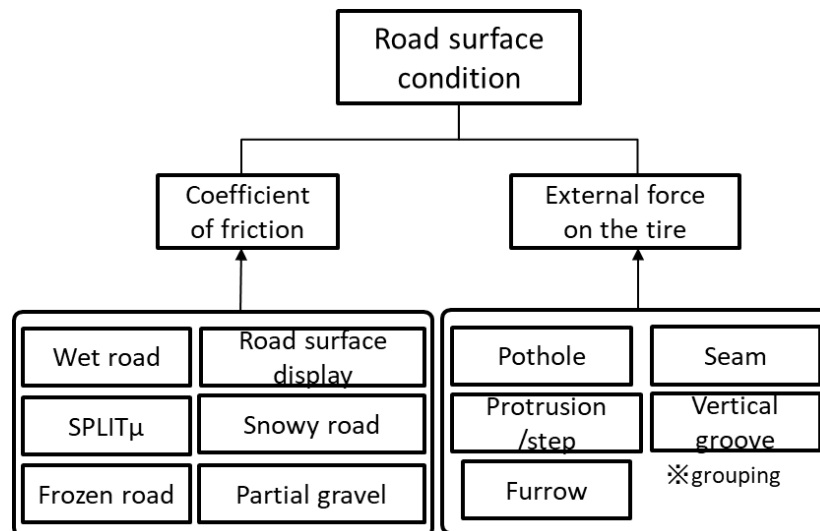 Road surface
condition
Coefficient
of friction
External force
on the tire
Wet road
Road surface
display
SPLITμ
Snowy road
Frozen road
Partial gravel
Pothole
Seam
Protrusion
/step
Vertical
groove
Furrow
※grouping